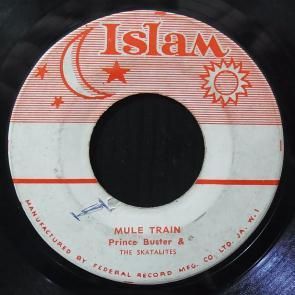 Islam
MULE TRAIN
Prince Buster &
THE SKATALITES
MANUFACTURED BY FEDERAL RECORD MFG. CO. LTD. JA. W. I